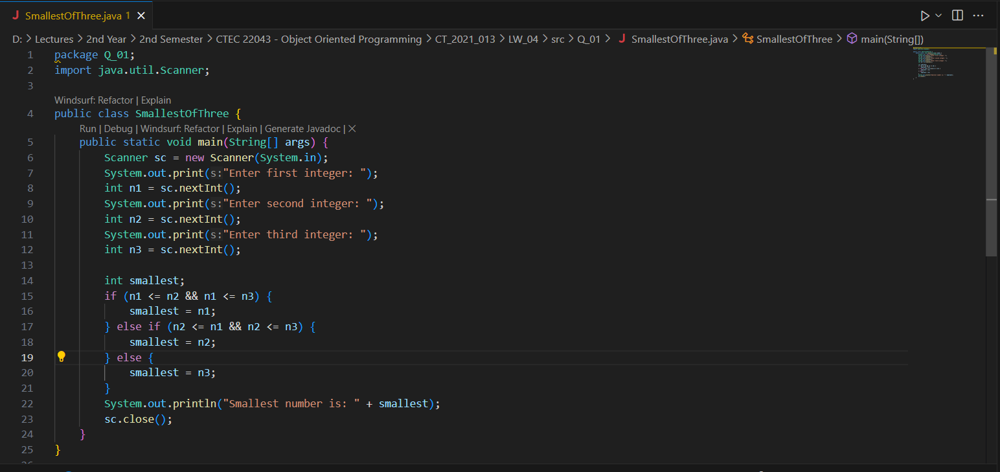 J SmallestOfThree.java 1 ×
D: > Lectures > 2nd Year > 2nd Semester > CTEC 22043 - Object Oriented Programming > CT_2021_013 > LW_04 > src > Q_01 > J SmallestOfThree.java > SmallestOfThree > main(String[])
1 package Q_01;
2 import java.util.Scanner;
3
Windsurf: Refactor | Explain
4 public class SmallestOfThree {
Run | Debug | Windsurf: Refactor | Explain | Generate Javadoc | ×
5 public static void main(String[] args) {
6 Scanner sc = new Scanner(System.in);
7 System.out.print(s:"Enter first integer: ");
8 int n1 = sc.nextInt();
9 System.out.print(s:"Enter second integer: ");
10 int n2 = sc.nextInt();
11 System.out.print(s:"Enter third integer: ");
12 int n3 = sc.nextInt();
13
14 int smallest;
15 if (n1 <= n2 && n1 <= n3) {
16 smallest = n1;
17 } else if (n2 <= n1 && n2 <= n3) {
18 smallest = n2;
19 } else {
20 smallest = n3;
21 }
22 System.out.println("Smallest number is: " + smallest);
23 sc.close();
24 }
25 }